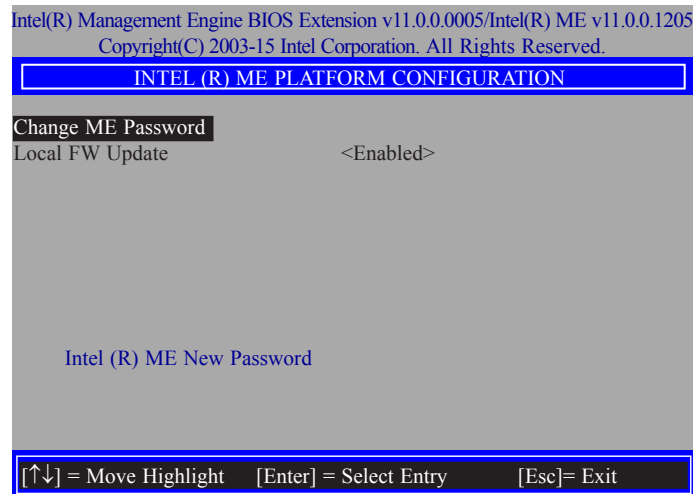 Intel(R) Management Engine BIOS Extension v11.0.0.0005/Intel(R) ME v11.0.0.1205
Copyright(C) 2003-15 Intel Corporation. All Rights Reserved.
INTEL (R) ME PLATFORM CONFIGURATION
Change ME Password
Local FW Update <Enabled>
Intel (R) ME New Password
[↑↓] = Move Highlight [Enter] = Select Entry [Esc]= Exit